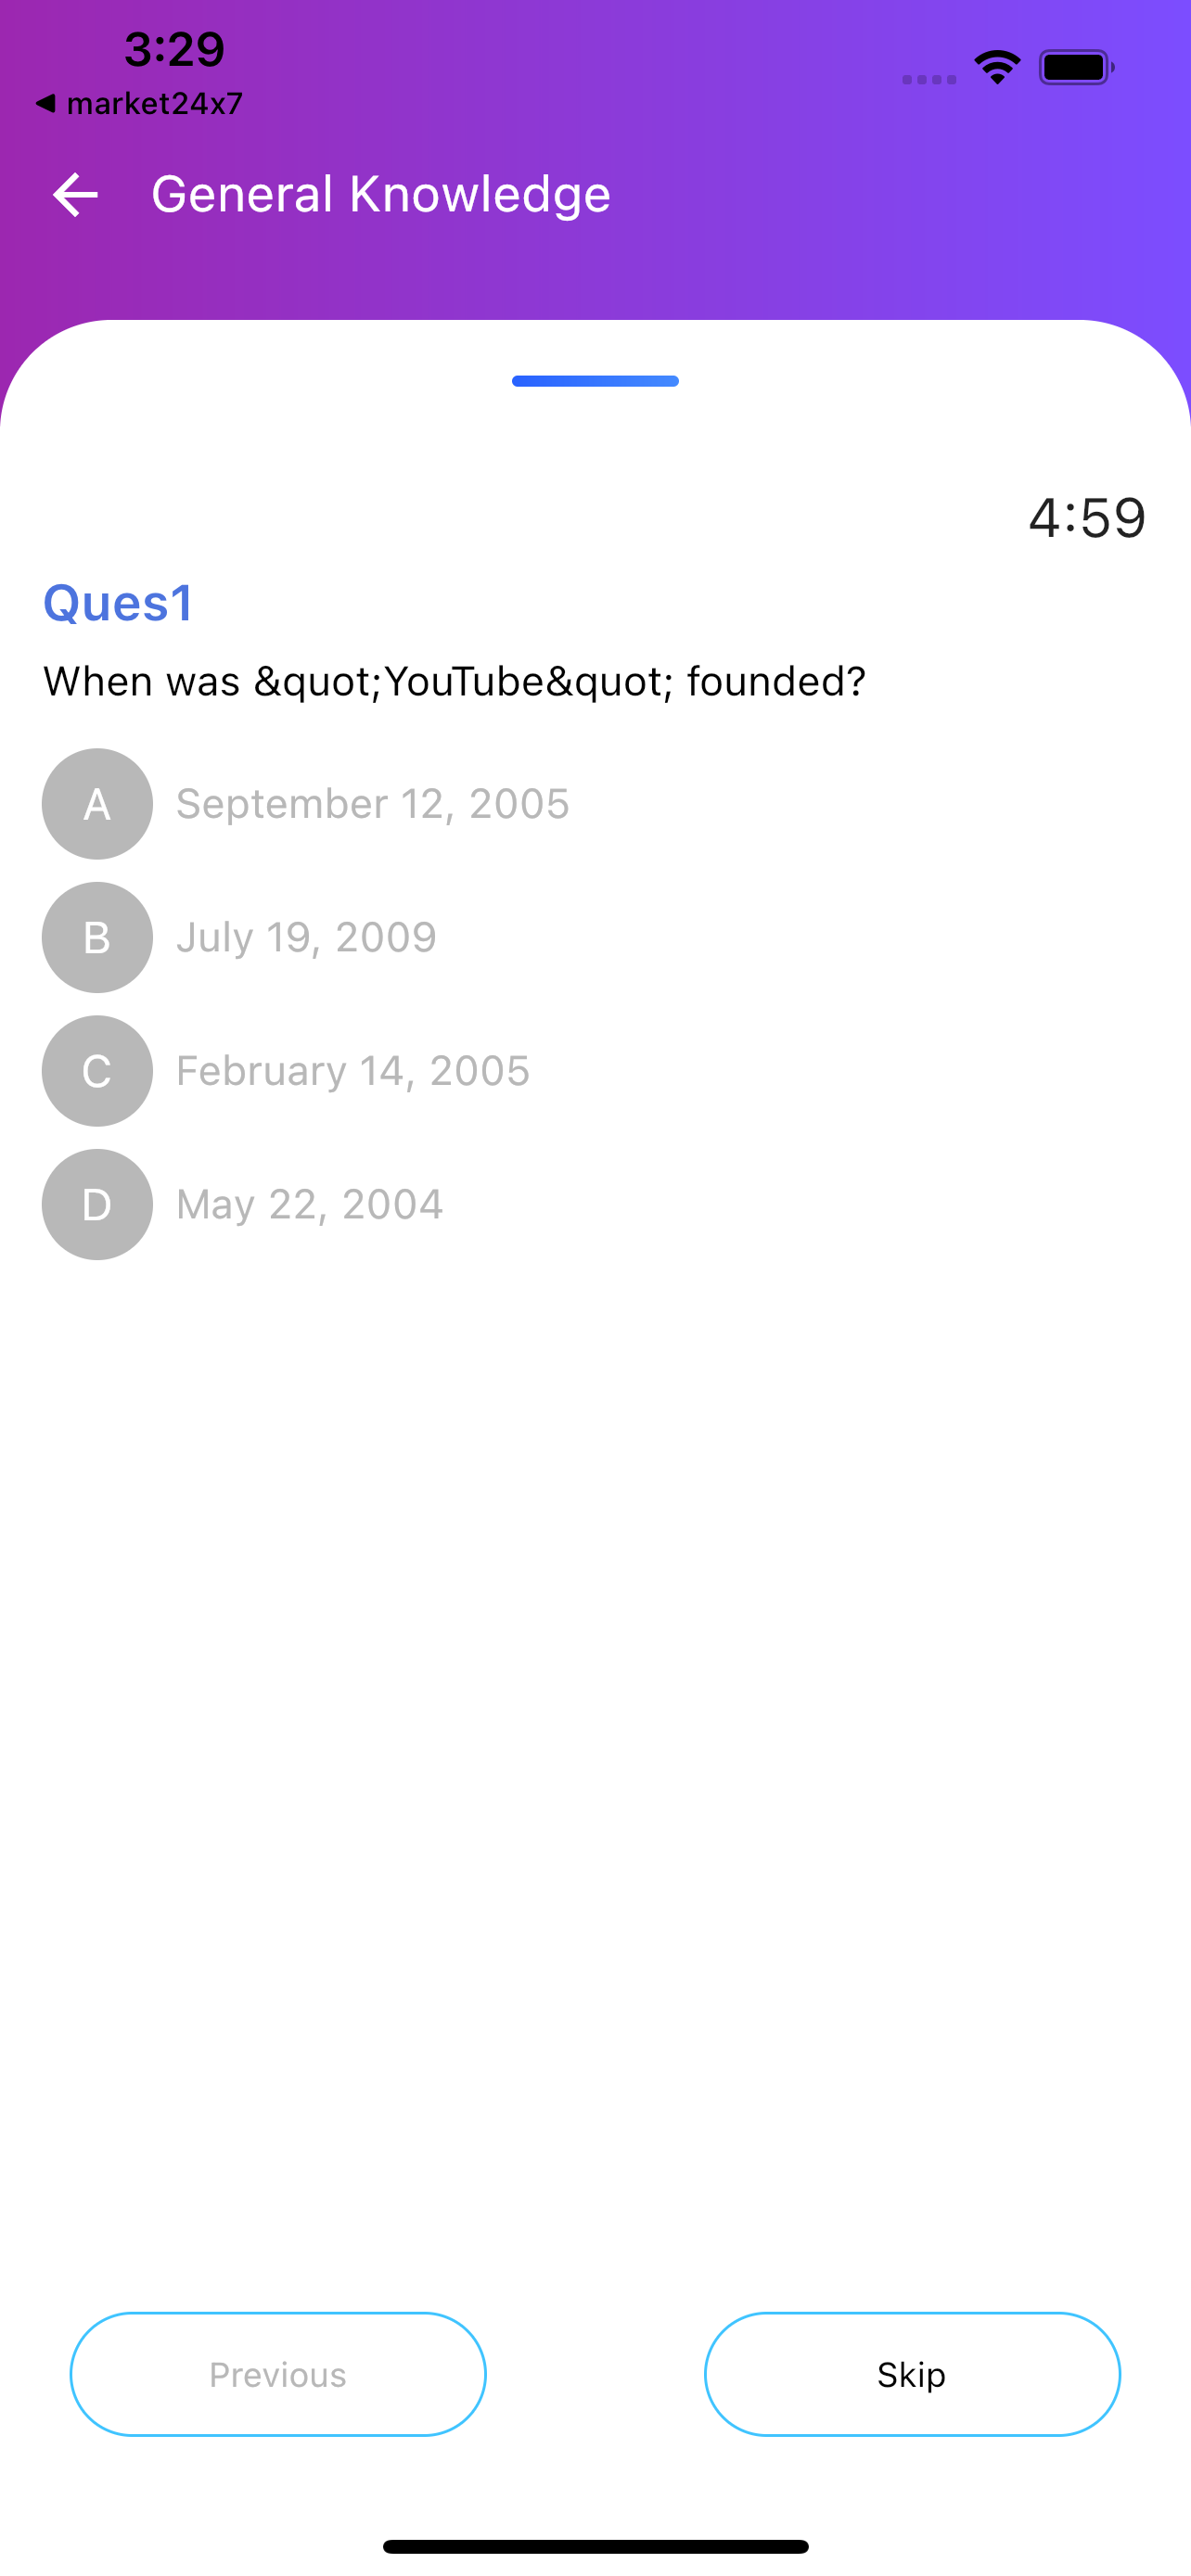 3:29
◀ market24x7
General Knowledge
4:59
Ques1
When was &quot;YouTube&quot; founded?
A September 12, 2005
B July 19, 2009
C February 14, 2005
D May 22, 2004
Previous Skip